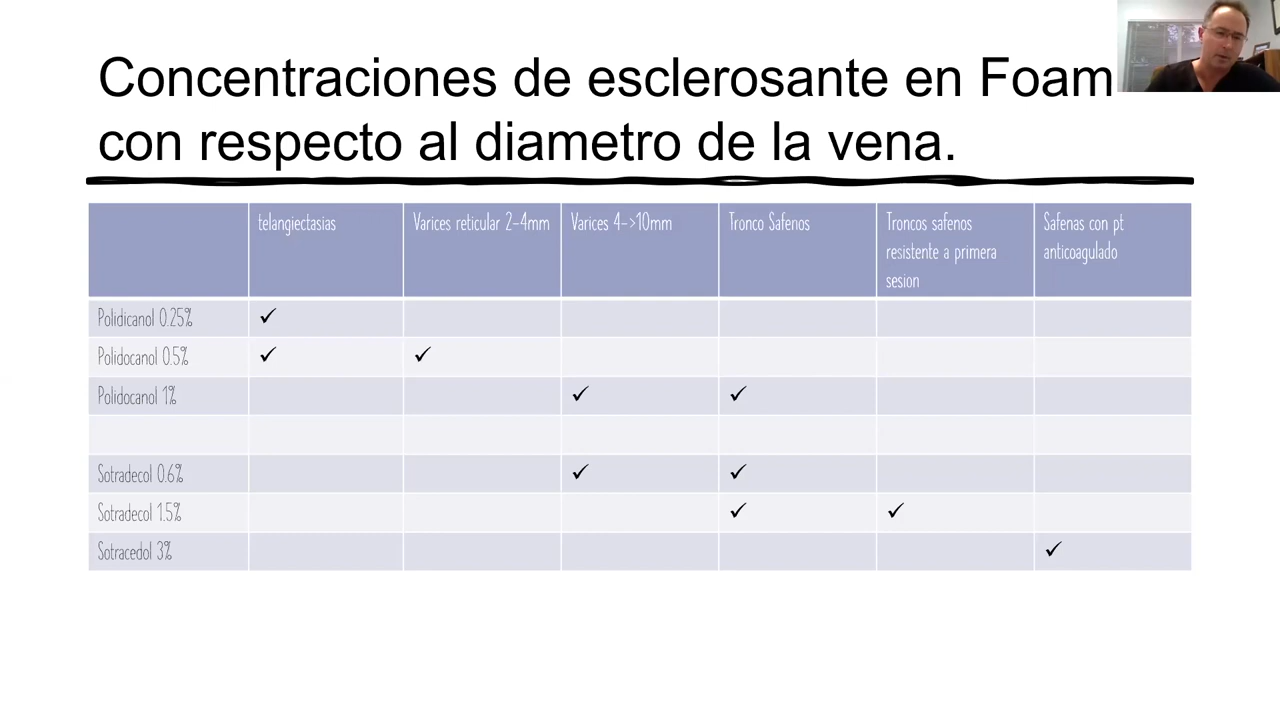 Concentraciones de esclerosante en Foam
con respecto al diametro de la vena.
telangiectasias
Varices reticular 2-4mm
Varices 4->10mm
Tronco Safenos
Troncos safenos
resistente a primera
sesion
Safenas con pt
anticoagulado
Polidicanol 0.25% ✓
Polidocanol 0.5% ✓ ✓
Polidocanol 1% ✓ ✓
Sotradecol 0.6% ✓ ✓
Sotradecol 1.5% ✓ ✓
Sotracedol 3% ✓